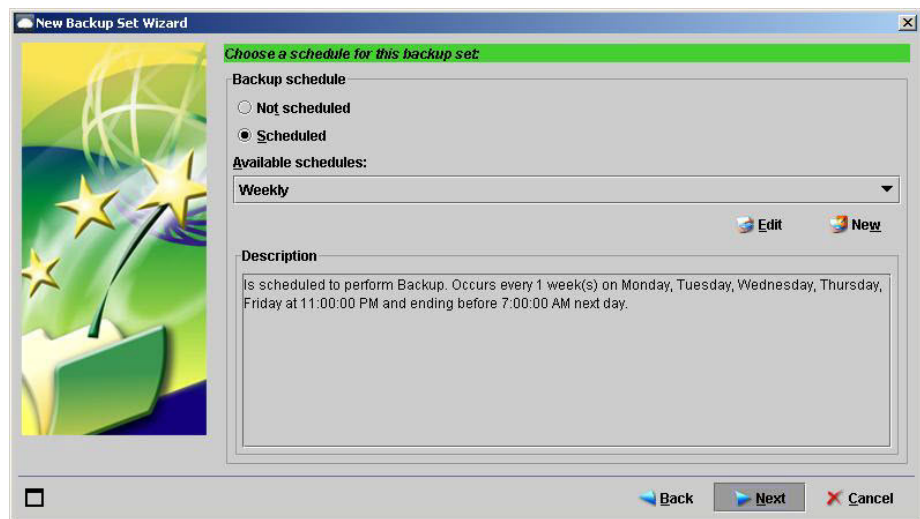 New Backup Set Wizard
Choose a schedule for this backup set:
Backup schedule
Not scheduled
Scheduled
Available schedules:
Weekly
Edit
New
Description
Is scheduled to perform Backup. Occurs every 1 week(s) on Monday, Tuesday, Wednesday, Thursday,
Friday at 11:00:00 PM and ending before 7:00:00 AM next day.
Back
Next
Cancel